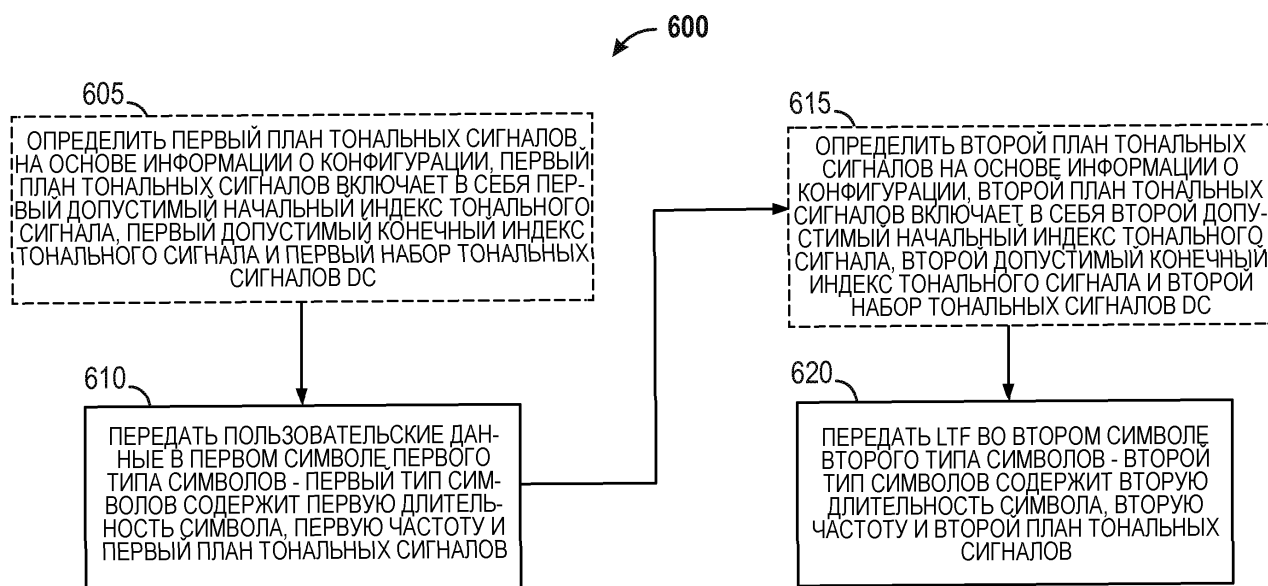 600
605
ОПРЕДЕЛИТЬ ПЕРВЫЙ ПЛАН ТОНАЛЬНЫХ СИГНАЛОВ
НА ОСНОВЕ ИНФОРМАЦИИ О КОНФИГУРАЦИИ, ПЕРВЫЙ
ПЛАН ТОНАЛЬНЫХ СИГНАЛОВ ВКЛЮЧАЕТ В СЕБЯ ПЕР-
ВЫЙ ДОПУСТИМЫЙ НАЧАЛЬНЫЙ ИНДЕКС ТОНАЛЬНОГО
СИГНАЛА, ПЕРВЫЙ ДОПУСТИМЫЙ КОНЕЧНЫЙ ИНДЕКС
ТОНАЛЬНОГО СИГНАЛА И ПЕРВЫЙ НАБОР ТОНАЛЬНЫХ
СИГНАЛОВ DC
610
ПЕРЕДАТЬ ПОЛЬЗОВАТЕЛЬСКИЕ ДАН-
НЫЕ В ПЕРВОМ СИМВОЛЕ ПЕРВОГО
ТИПА СИМВОЛОВ - ПЕРВЫЙ ТИП СИМ-
ВОЛОВ СОДЕРЖИТ ПЕРВУЮ ДЛИТЕЛЬ-
НОСТЬ СИМВОЛА, ПЕРВУЮ ЧАСТОТУ И
ПЕРВЫЙ ПЛАН ТОНАЛЬНЫХ СИГНАЛОВ
615
ОПРЕДЕЛИТЬ ВТОРОЙ ПЛАН ТОНАЛЬНЫХ
СИГНАЛОВ НА ОСНОВЕ ИНФОРМАЦИИ О
КОНФИГУРАЦИИ, ВТОРОЙ ПЛАН ТОНАЛЬНЫХ
СИГНАЛОВ ВКЛЮЧАЕТ В СЕБЯ ВТОРОЙ ДОПУ-
СТИМЫЙ НАЧАЛЬНЫЙ ИНДЕКС ТОНАЛЬНОГО
СИГНАЛА, ВТОРОЙ ДОПУСТИМЫЙ КОНЕЧНЫЙ
ИНДЕКС ТОНАЛЬНОГО СИГНАЛА И ВТОРОЙ
НАБОР ТОНАЛЬНЫХ СИГНАЛОВ DC
620
ПЕРЕДАТЬ LTF ВО ВТОРОМ СИМВОЛЕ
ВТОРОГО ТИПА СИМВОЛОВ - ВТОРОЙ
ТИП СИМВОЛОВ СОДЕРЖИТ ВТОРУЮ
ДЛИТЕЛЬНОСТЬ СИМВОЛА, ВТОРУЮ
ЧАСТОТУ И ВТОРОЙ ПЛАН ТОНАЛЬНЫХ
СИГНАЛОВ